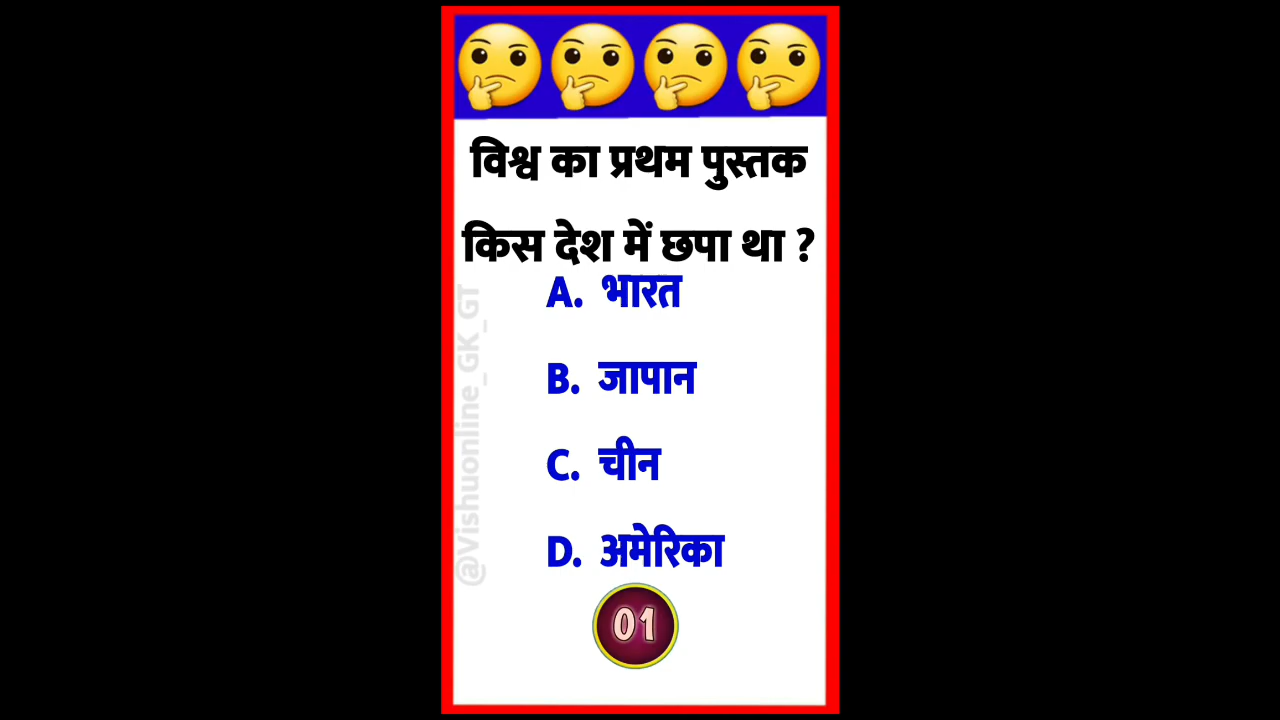 विश्व का प्रथम पुस्तक
किस देश में छपा था ?
A. भारत
B. जापान
C. चीन
D. अमेरिका
01
@Vishuonline_GK_GT